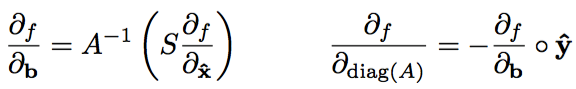 ∂f/∂b = A⁻¹ (S ∂f/∂x̂)    ∂f/∂diag(A) = −∂f/∂b ∘ ŷ